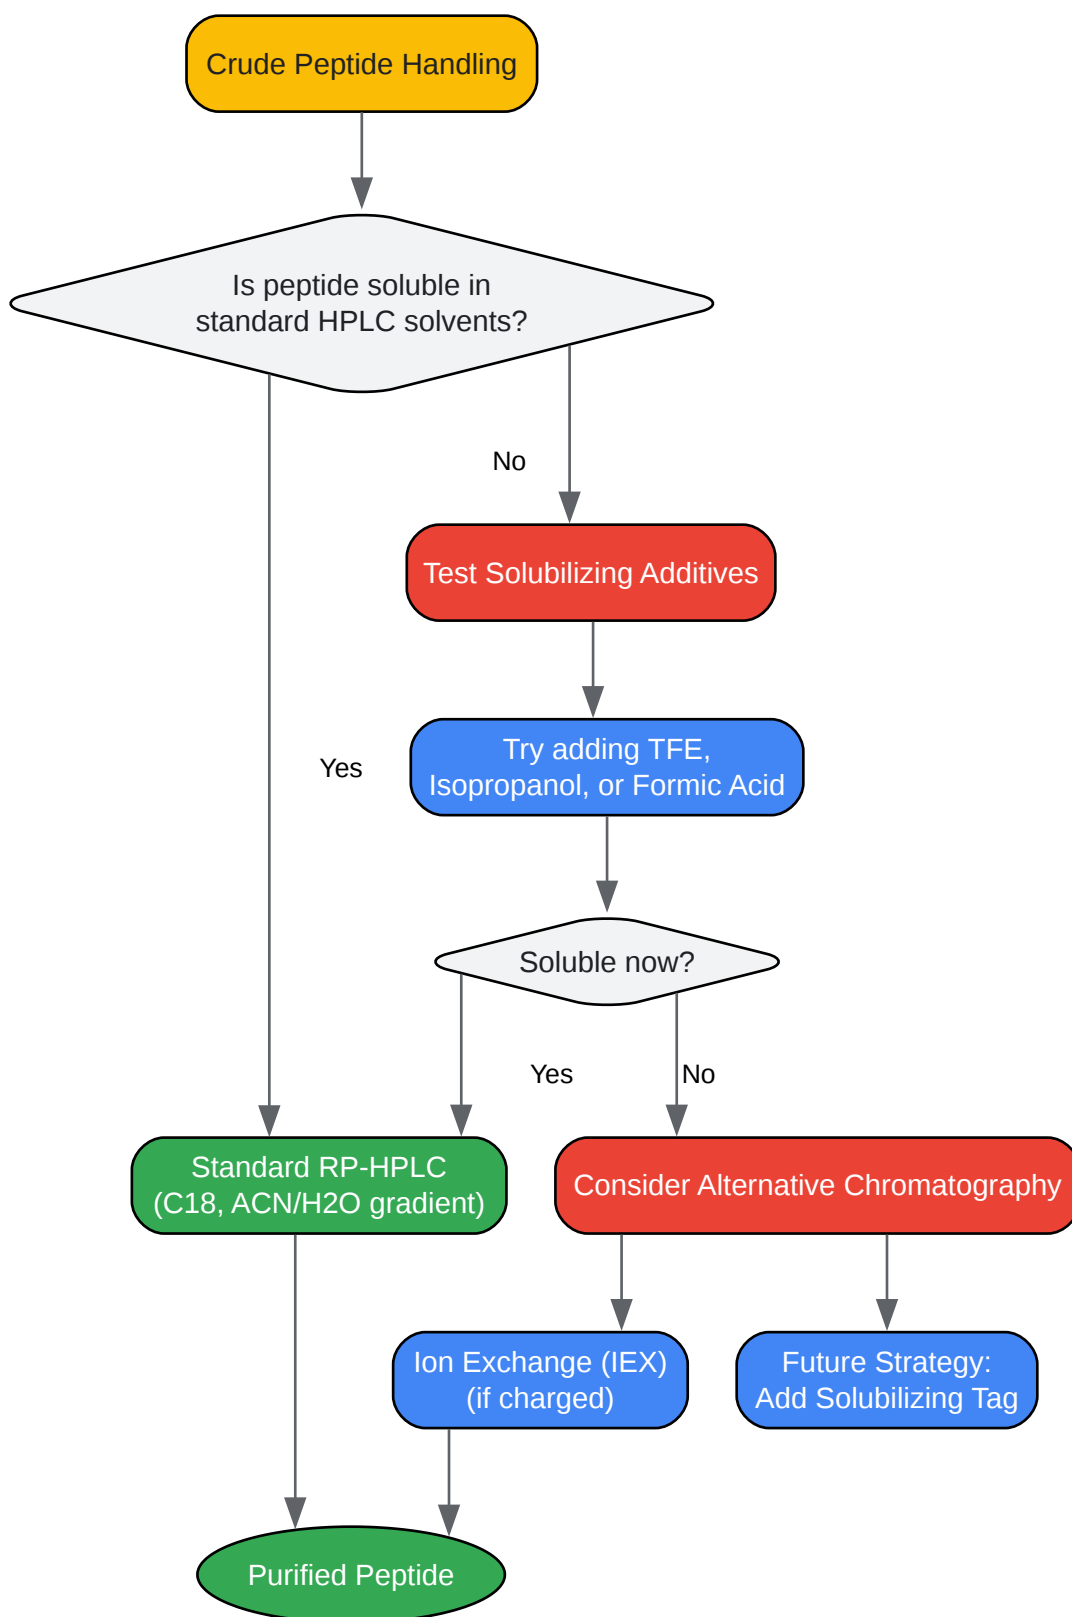 Crude Peptide Handling
Is peptide soluble in
standard HPLC solvents?
No
Test Solubilizing Additives
Yes
Try adding TFE,
Isopropanol, or Formic Acid
Soluble now?
Yes
No
Standard RP-HPLC
(C18, ACN/H2O gradient)
Consider Alternative Chromatography
Ion Exchange (IEX)
(if charged)
Future Strategy:
Add Solubilizing Tag
Purified Peptide